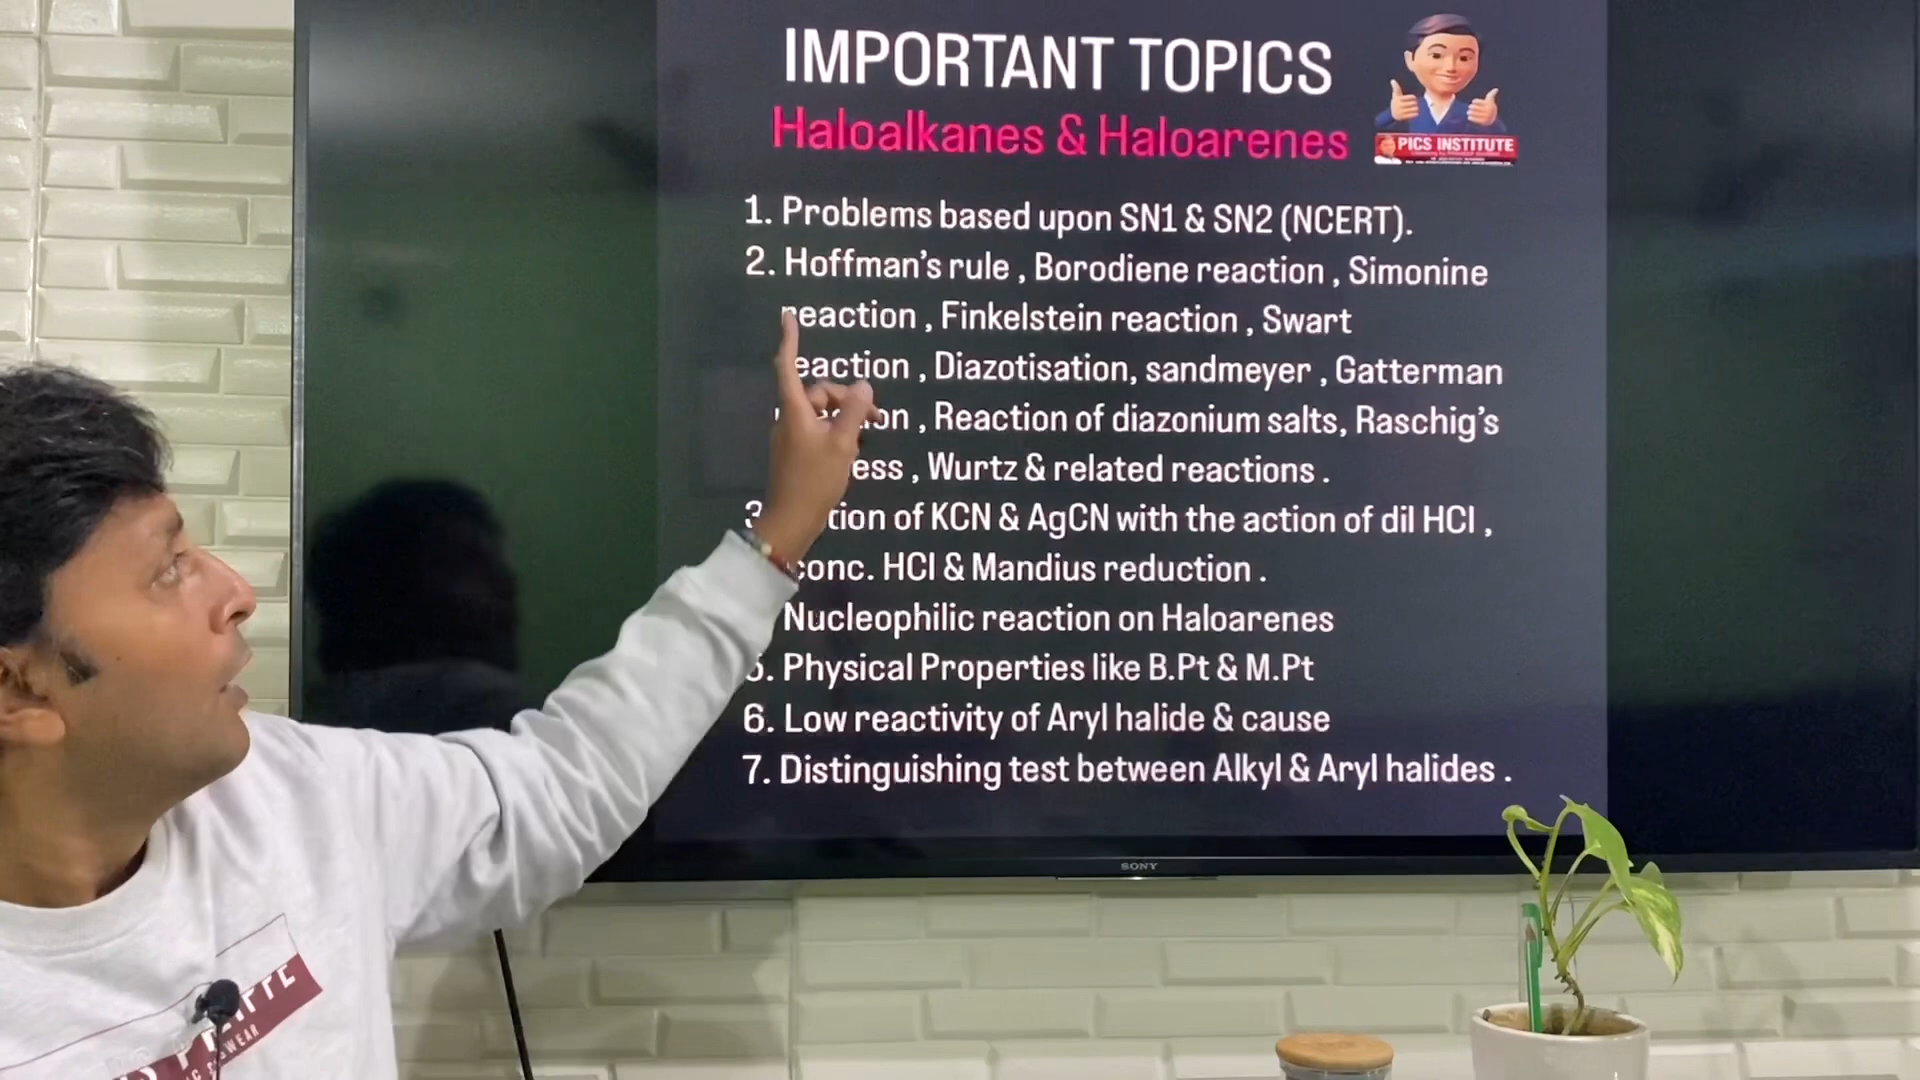 IMPORTANT TOPICS
Haloalkanes & Haloarenes
PICS INSTITUTE
1. Problems based upon SN1 & SN2 (NCERT).
2. Hoffman's rule , Borodiene reaction , Simonine
reaction , Finkelstein reaction , Swart
eaction , Diazotisation, sandmeyer , Gatterman
on , Reaction of diazonium salts, Raschig's
ess , Wurtz & related reactions .
3 tion of KCN & AgCN with the action of dil HCl ,
conc. HCl & Mandius reduction .
Nucleophilic reaction on Haloarenes
5. Physical Properties like B.Pt & M.Pt
6. Low reactivity of Aryl halide & cause
7. Distinguishing test between Alkyl & Aryl halides .
SONY